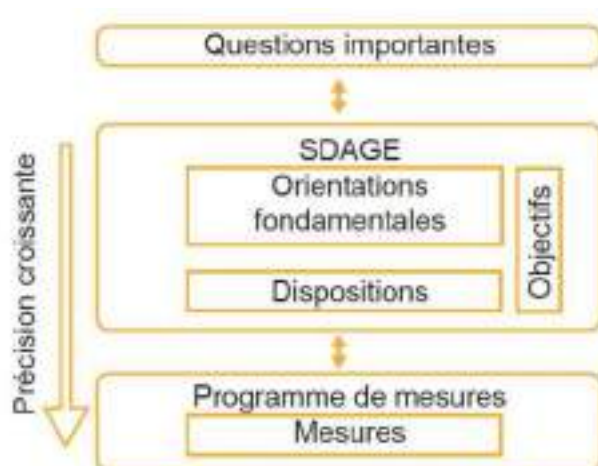 Questions importantes
Précision croissante
SDAGE
Orientations
fondamentales
Objectifs
Dispositions
Programme de mesures
Mesures